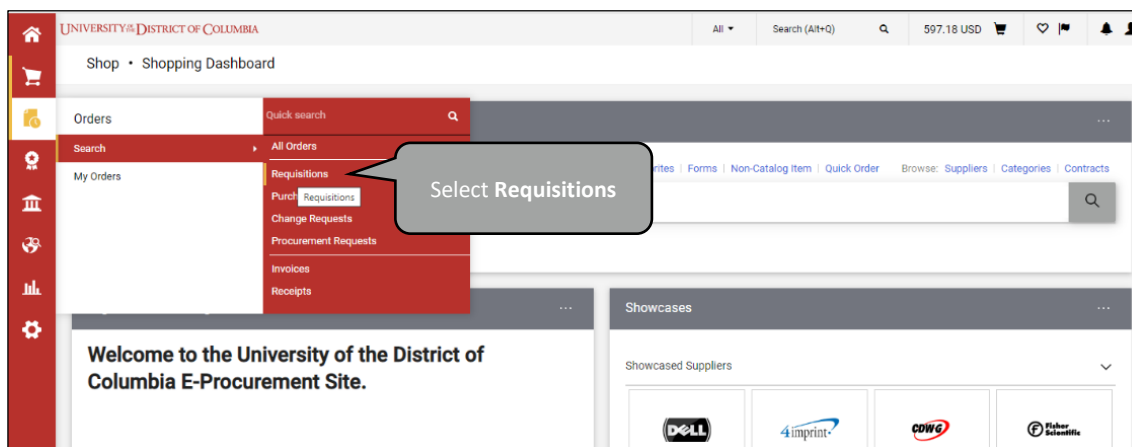 UNIVERSITY OF THE DISTRICT OF COLUMBIA
All
Search (Alt+Q)
597.18 USD
Shop • Shopping Dashboard
Orders
Quick search
Search
All Orders
My Orders
Requisitions
Purch
Requisitions
Change Requests
Procurement Requests
Invoices
Receipts
Select Requisitions
Forms | Non-Catalog Item | Quick Order
Browse: Suppliers | Categories | Contracts
Showcases
Welcome to the University of the District of
Columbia E-Procurement Site.
Showcased Suppliers
DELL
4imprint
CDWG
Fisher
Scientific